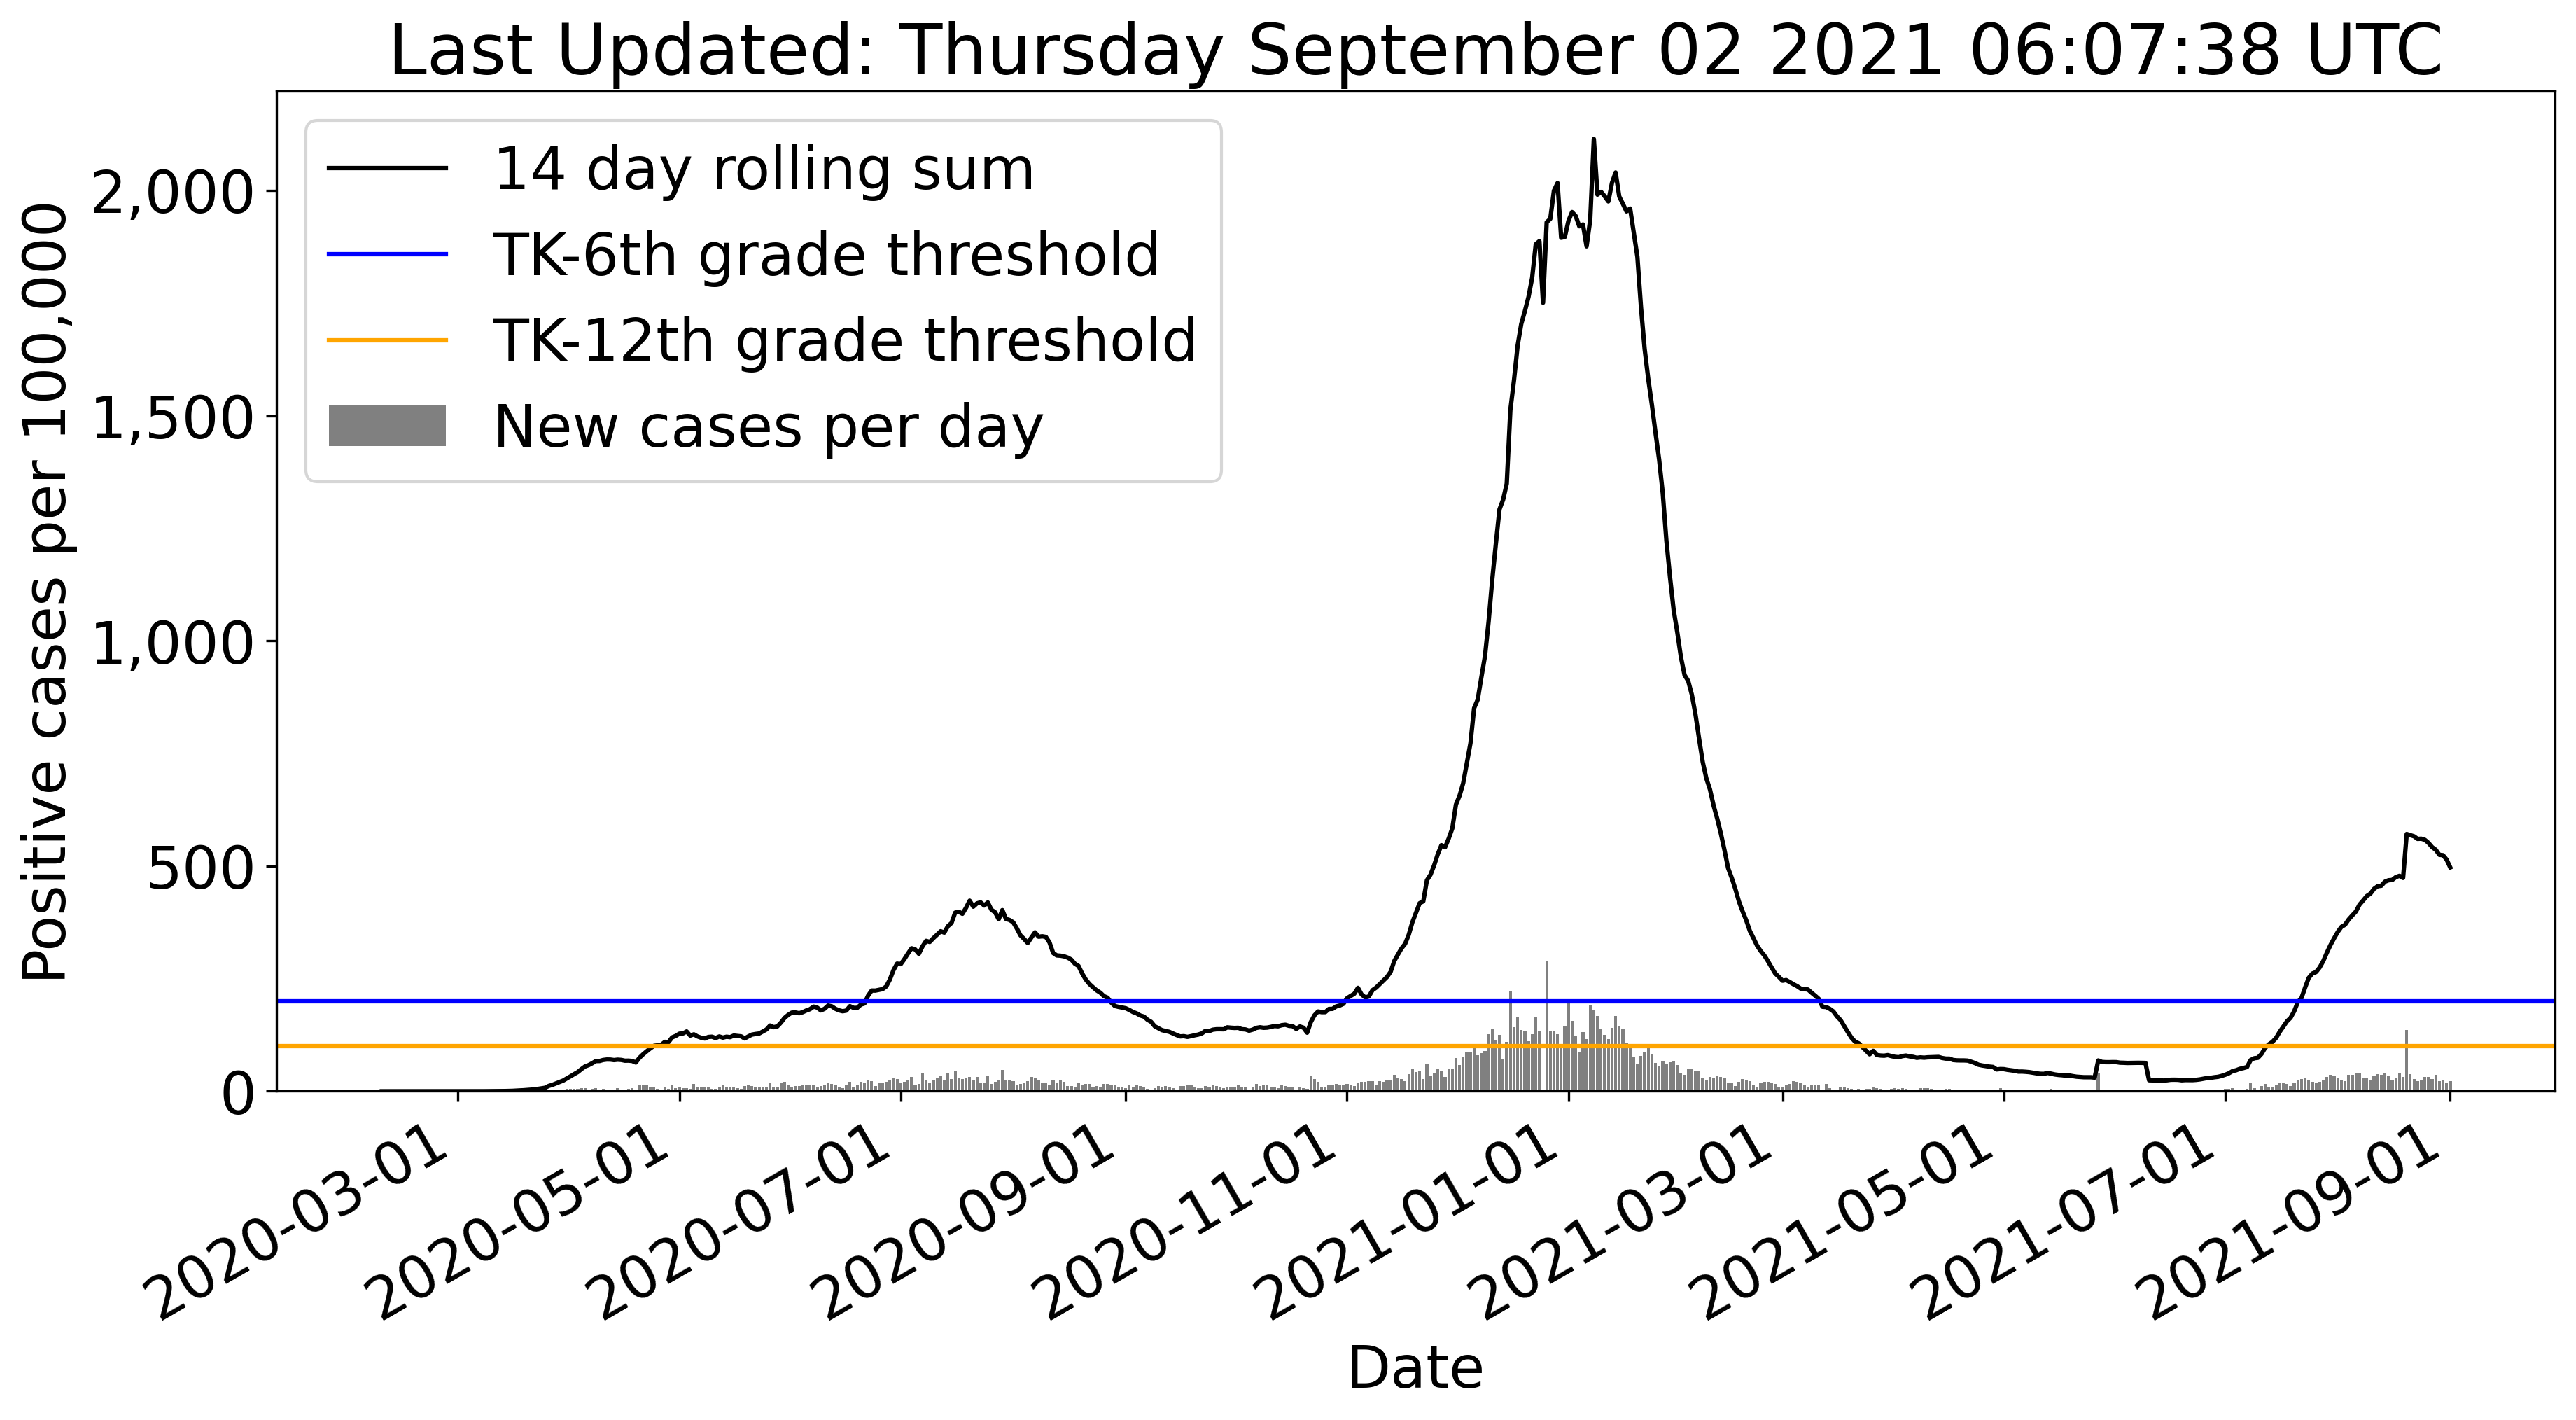 Last Updated: Thursday September 02 2021 06:07:38 UTC
14 day rolling sum
TK-6th grade threshold
TK-12th grade threshold
New cases per day
Positive cases per 100,000
2,000
1,500
1,000
500
0
2020-03-01
2020-05-01
2020-07-01
2020-09-01
2020-11-01
2021-01-01
2021-03-01
2021-05-01
2021-07-01
2021-09-01
Date